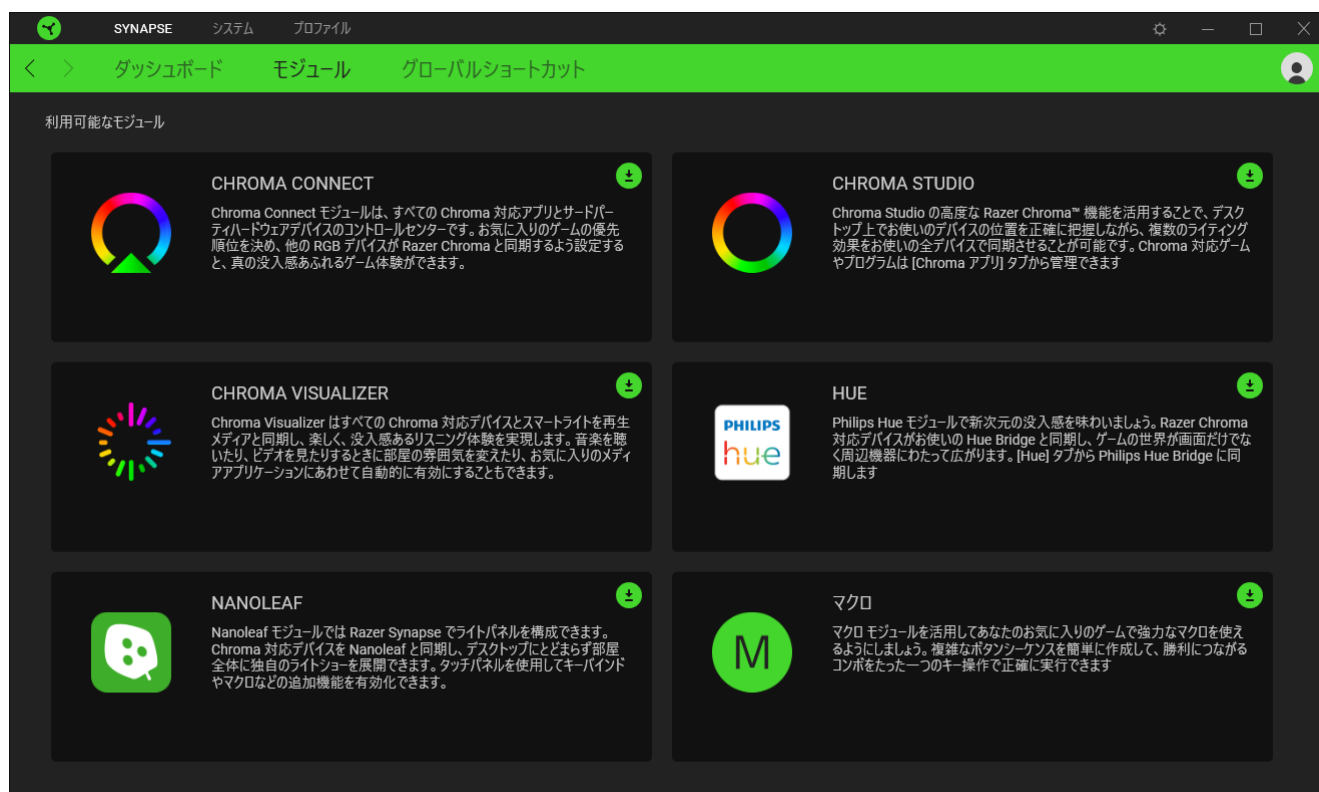 SYNAPSE システム プロファイル
ダッシュボード モジュール グローバルショートカット
利用可能なモジュール
CHROMA CONNECT
Chroma Connect モジュールは、すべての Chroma 対応アプリとサードパー
ティハードウェアデバイスのコントロールセンターです。お気に入りのゲームの優先
順位を決め、他の RGB デバイスが Razer Chroma と同期するよう設定する
と、真の没入感あふれるゲーム体験ができます。
CHROMA STUDIO
Chroma Studio の高度な Razer Chroma™ 機能を活用することで、デスク
トップ上でお使いのデバイスの位置を正確に把握しながら、複数のライティング
効果をお使いの全デバイスで同期させることが可能です。Chroma 対応ゲーム
やプログラムは [Chroma アプリ] タブから管理できます
CHROMA VISUALIZER
Chroma Visualizer はすべての Chroma 対応デバイスとスマートライトを再生
メディアと同期し、楽しく、没入感あるリスニング体験を実現します。音楽を聴
いたり、ビデオを見たりするときに部屋の雰囲気を変えたり、お気に入りのメディ
アアプリケーションにあわせて自動的に有効にすることもできます。
PHILIPS
hue
HUE
Philips Hue モジュールで新次元の没入感を味わいましょう。Razer Chroma
対応デバイスがお使いの Hue Bridge と同期し、ゲームの世界が画面だけでな
く周辺機器にわたって広がります。[Hue] タブから Philips Hue Bridge に同
期します
NANOLEAF
Nanoleaf モジュールでは Razer Synapse でライトパネルを構成できます。
Chroma 対応デバイスを Nanoleaf と同期し、デスクトップにとどまらず部屋
全体に独自のライトショーを展開できます。タッチパネルを使用してキーバインド
やマクロなどの追加機能を有効化できます。
M
マクロ
マクロ モジュールを活用してあなたのお気に入りのゲームで強力なマクロを使え
るようにしましょう。複雑なボタンシーケンスを簡単に作成して、勝利につながる
コンボをたった一つのキー操作で正確に実行できます